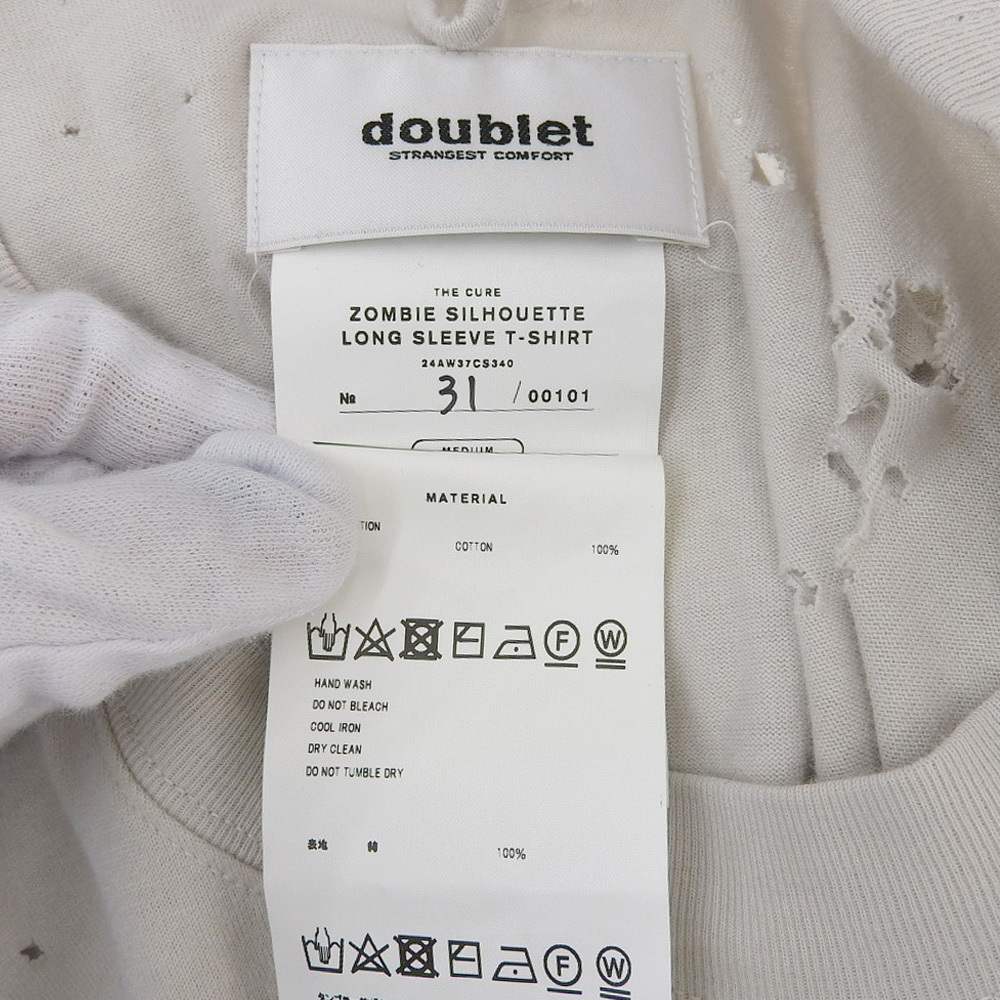 doublet
STRANGEST COMFORT
THE CURE
ZOMBIE SILHOUETTE
LONG SLEEVE T-SHIRT
24AW37CS340
№ 31 /00101
MEDIUM
MATERIAL
TION
COTTON 100%
F W
HAND WASH
DO NOT BLEACH
COOL IRON
DRY CLEAN
DO NOT TUMBLE DRY
表地 綿 100%
F W